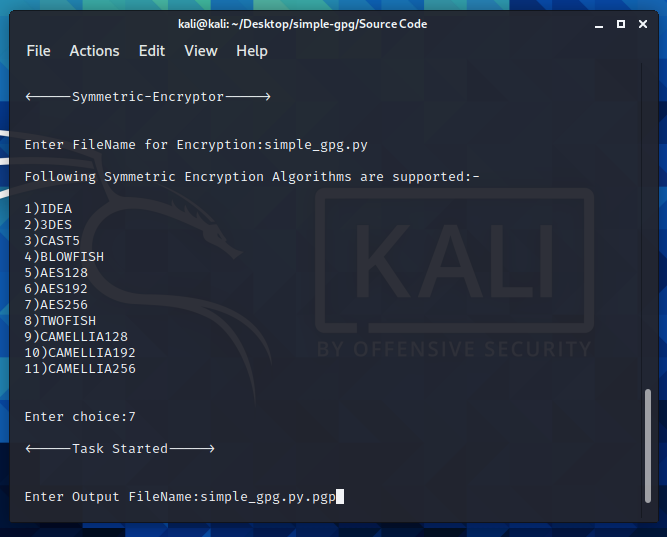 kali@kali: ~/Desktop/simple-gpg/Source Code
File Actions Edit View Help
<-----Symmetric-Encryptor----->
Enter FileName for Encryption:simple_gpg.py
Following Symmetric Encryption Algorithms are supported:-
1)IDEA
2)3DES
3)CAST5
4)BLOWFISH
5)AES128
6)AES192
7)AES256
8)TWOFISH
9)CAMELLIA128
10)CAMELLIA192
11)CAMELLIA256
KALI
BY OFFENSIVE SECURITY
Enter choice:7
<-----Task Started----->
Enter Output FileName:simple_gpg.py.pgp